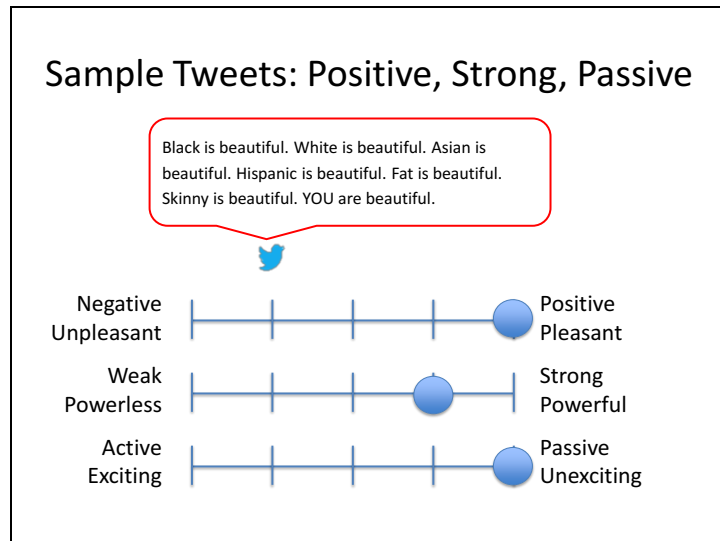 Sample Tweets: Positive, Strong, Passive
Black is beautiful. White is beautiful. Asian is
beautiful. Hispanic is beautiful. Fat is beautiful.
Skinny is beautiful. YOU are beautiful.
Negative
Unpleasant
Positive
Pleasant
Weak
Powerless
Strong
Powerful
Active
Exciting
Passive
Unexciting